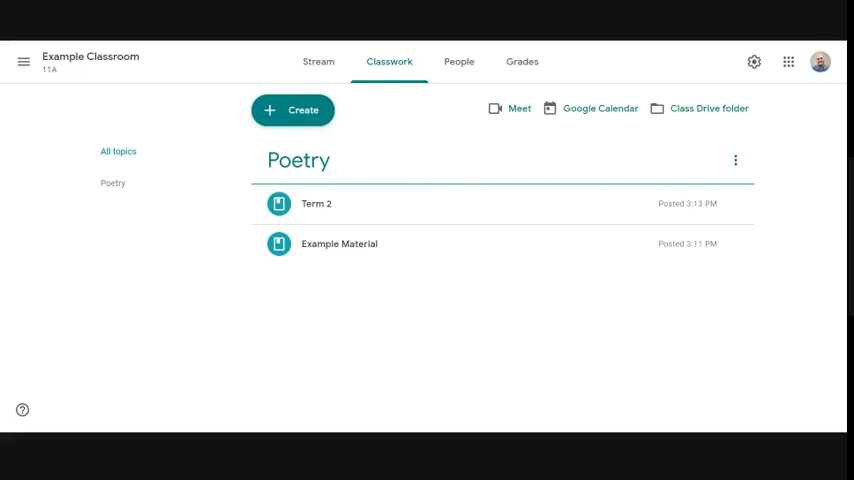 Example Classroom
11A
Stream Classwork People Grades
Create
Meet Google Calendar Class Drive folder
All topics
Poetry
Poetry
Term 2 Posted 3:13 PM
Example Material Posted 3:11 PM